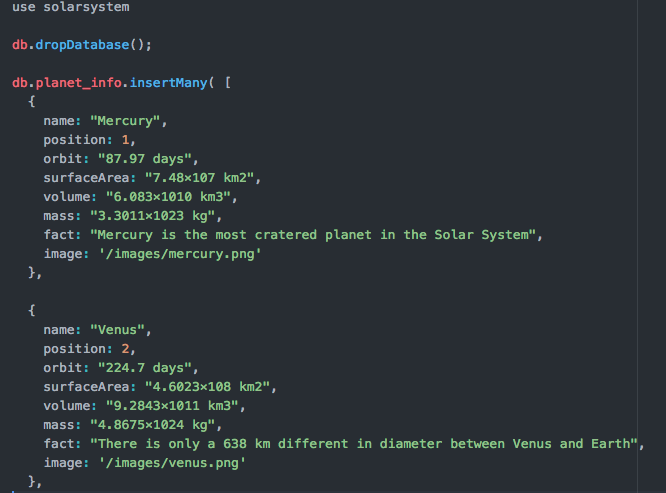 use solarsystem
db.dropDatabase();
db.planet_info.insertMany( [
{
name: "Mercury",
position: 1,
orbit: "87.97 days",
surfaceArea: "7.48×107 km2",
volume: "6.083×1010 km3",
mass: "3.3011×1023 kg",
fact: "Mercury is the most cratered planet in the Solar System",
image: '/images/mercury.png'
},
{
name: "Venus",
position: 2,
orbit: "224.7 days",
surfaceArea: "4.6023×108 km2",
volume: "9.2843×1011 km3",
mass: "4.8675×1024 kg",
fact: "There is only a 638 km different in diameter between Venus and Earth",
image: '/images/venus.png'
},